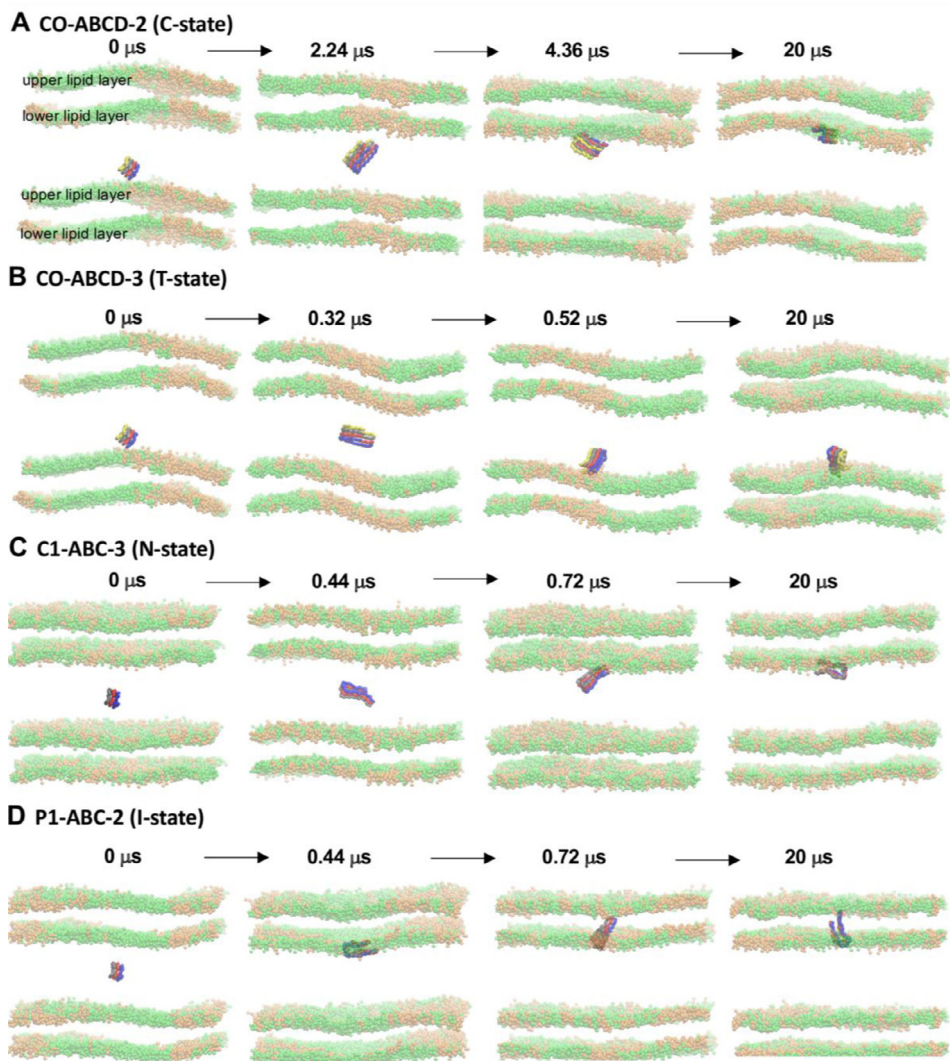 A CO-ABCD-2 (C-state)
0 μs 2.24 μs 4.36 μs 20 μs
upper lipid layer
lower lipid layer
upper lipid layer
lower lipid layer
B CO-ABCD-3 (T-state)
0 μs 0.32 μs 0.52 μs 20 μs
C C1-ABC-3 (N-state)
0 μs 0.44 μs 0.72 μs 20 μs
D P1-ABC-2 (I-state)
0 μs 0.44 μs 0.72 μs 20 μs